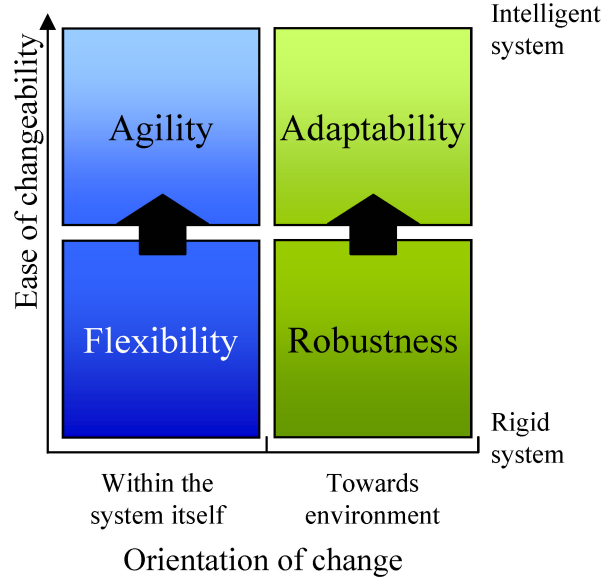 Intelligent
system
Ease of changeability
Agility
Adaptability
Flexibility
Robustness
Rigid
system
Within the
system itself
Towards
environment
Orientation of change